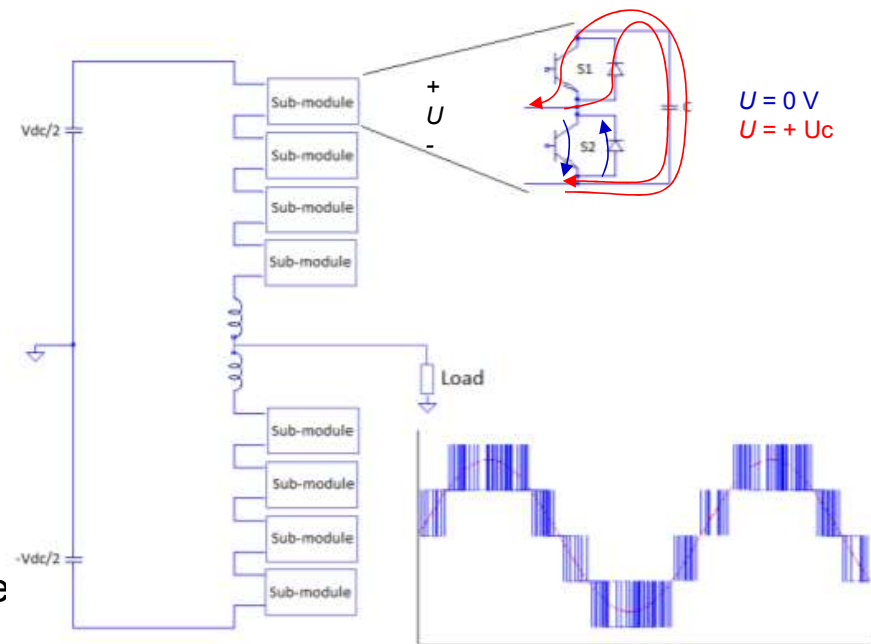 Sub-module
Sub-module
Sub-module
Sub-module
Vdc/2
+
U
-
S1
S2
C
U = 0 V
U = + Uc
Load
Sub-module
Sub-module
Sub-module
Sub-module
-Vdc/2
e